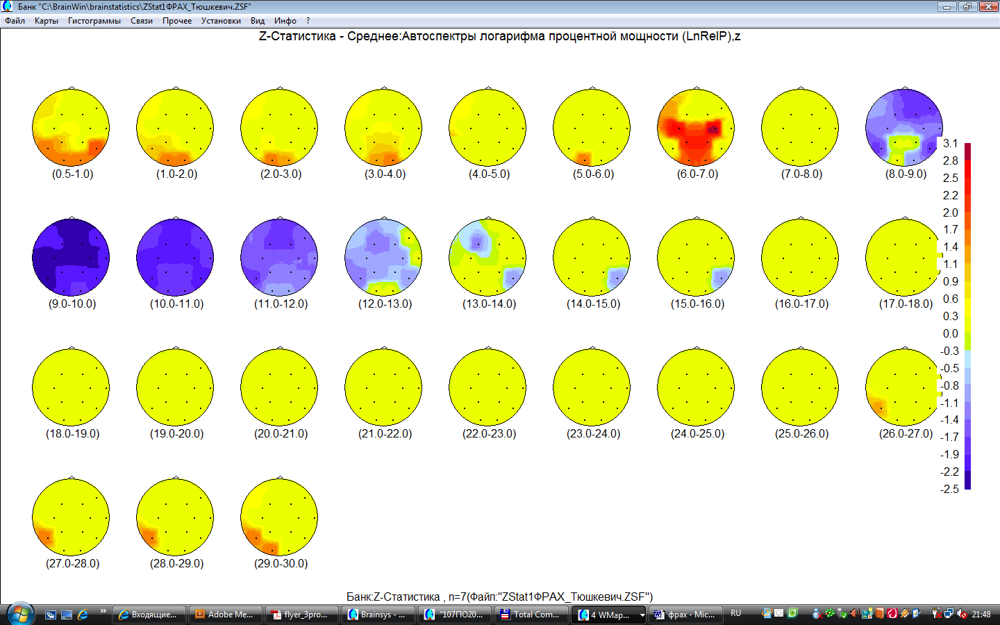 Банк "C:\BrainWin\brainstatistics\ZStat1ФРАХ_Тюшкевич.ZSF"
Файл Карты Гистограммы Связи Прочее Установки Вид Инфо ?
Z-Статистика - Среднее:Автоспектры логарифма процентной мощности (LnRelP),z
(0.5-1.0) (1.0-2.0) (2.0-3.0) (3.0-4.0) (4.0-5.0) (5.0-6.0) (6.0-7.0) (7.0-8.0) (8.0-9.0)
(9.0-10.0) (10.0-11.0) (11.0-12.0) (12.0-13.0) (13.0-14.0) (14.0-15.0) (15.0-16.0) (16.0-17.0) (17.0-18.0)
(18.0-19.0) (19.0-20.0) (20.0-21.0) (21.0-22.0) (22.0-23.0) (23.0-24.0) (24.0-25.0) (25.0-26.0) (26.0-27.0)
(27.0-28.0) (28.0-29.0) (29.0-30.0)
3.1
2.8
2.5
2.2
2.0
1.7
1.4
1.1
0.9
0.6
0.3
0.0
-0.3
-0.5
-0.8
-1.1
-1.4
-1.7
-1.9
-2.2
-2.5
Банк:Z-Статистика , n=7(Файл:"ZStat1ФРАХ_Тюшкевич.ZSF")
» Входящие... Adobe Me... flyer_3pro... Brainsys - ... "107ПО20... Total Com... 4 WMap... фрах - Mic... RU 21:48